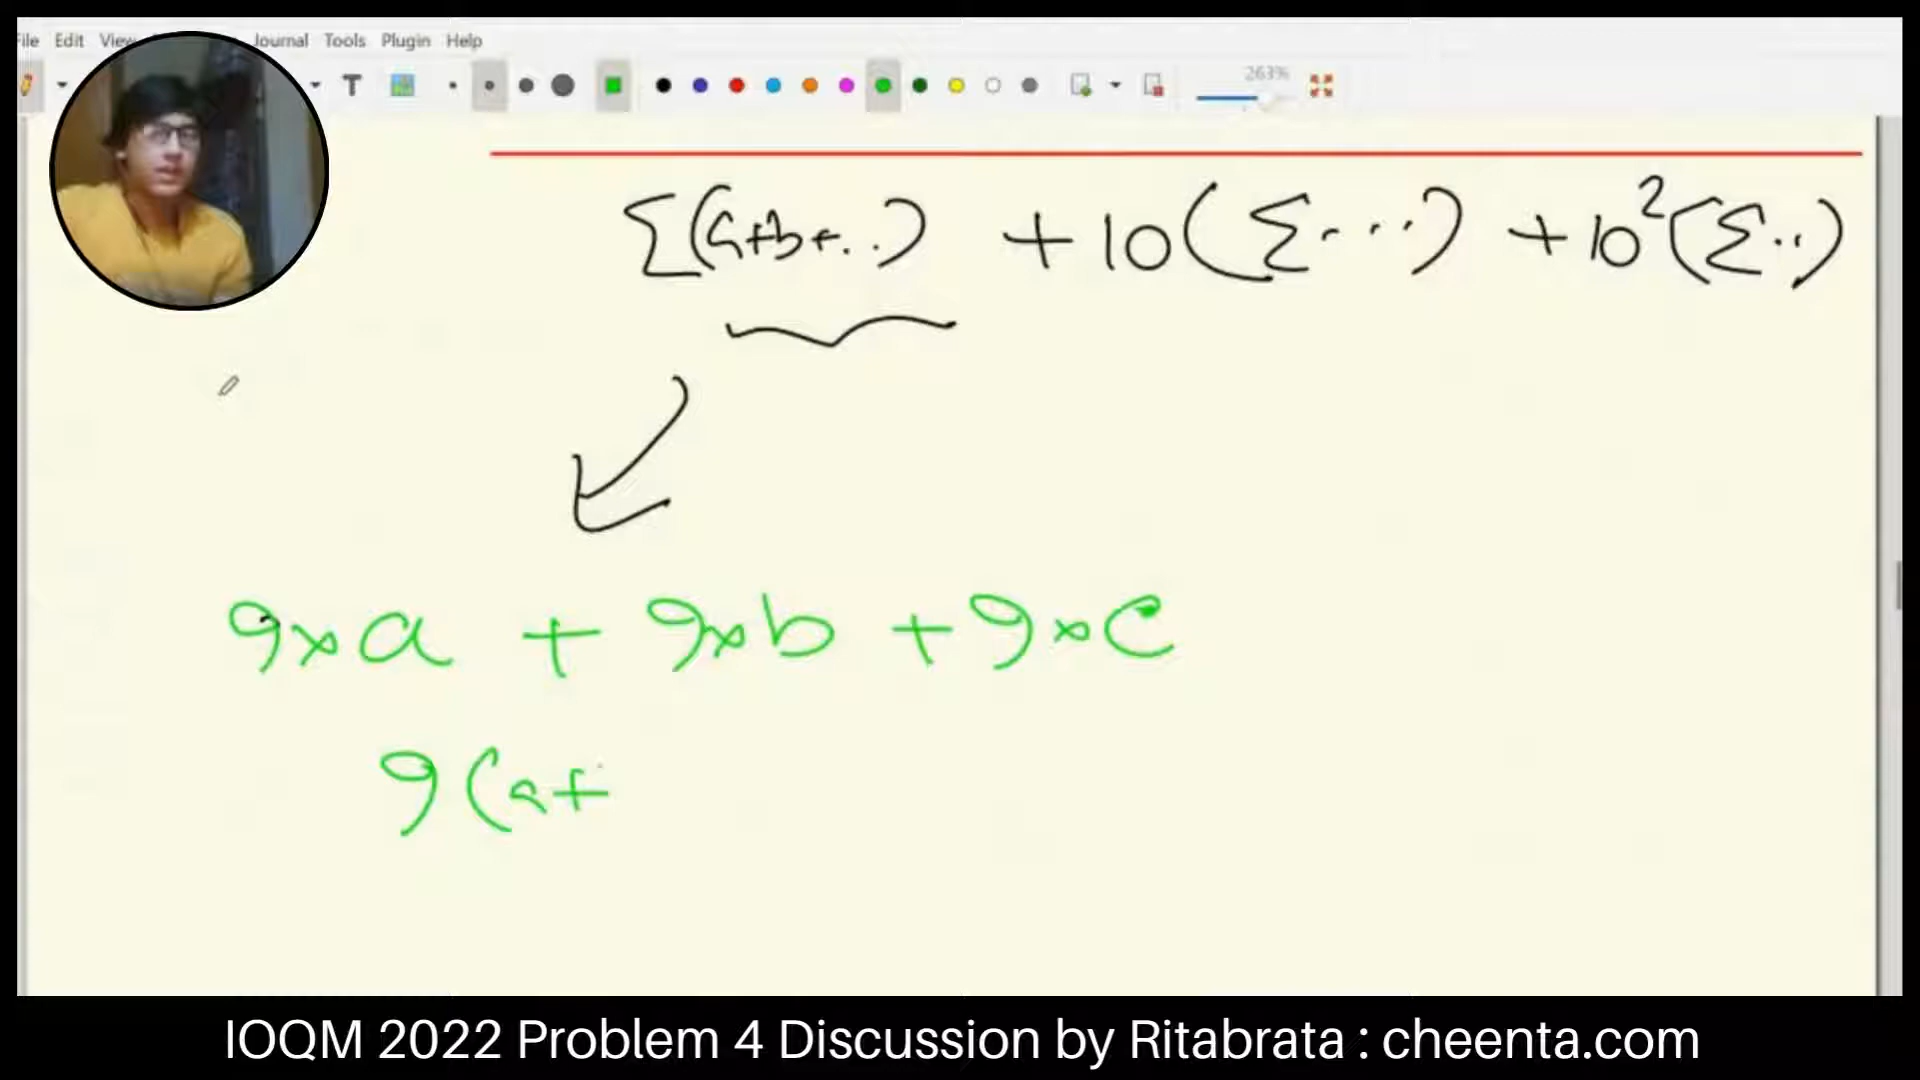 File Edit View Journal Tools Plugin Help
T
263%
Σ(a+b+..) + 10(Σ...) + 10²(Σ..)
9×a + 9×b + 9×c
9(a+
IOQM 2022 Problem 4 Discussion by Ritabrata : cheenta.com